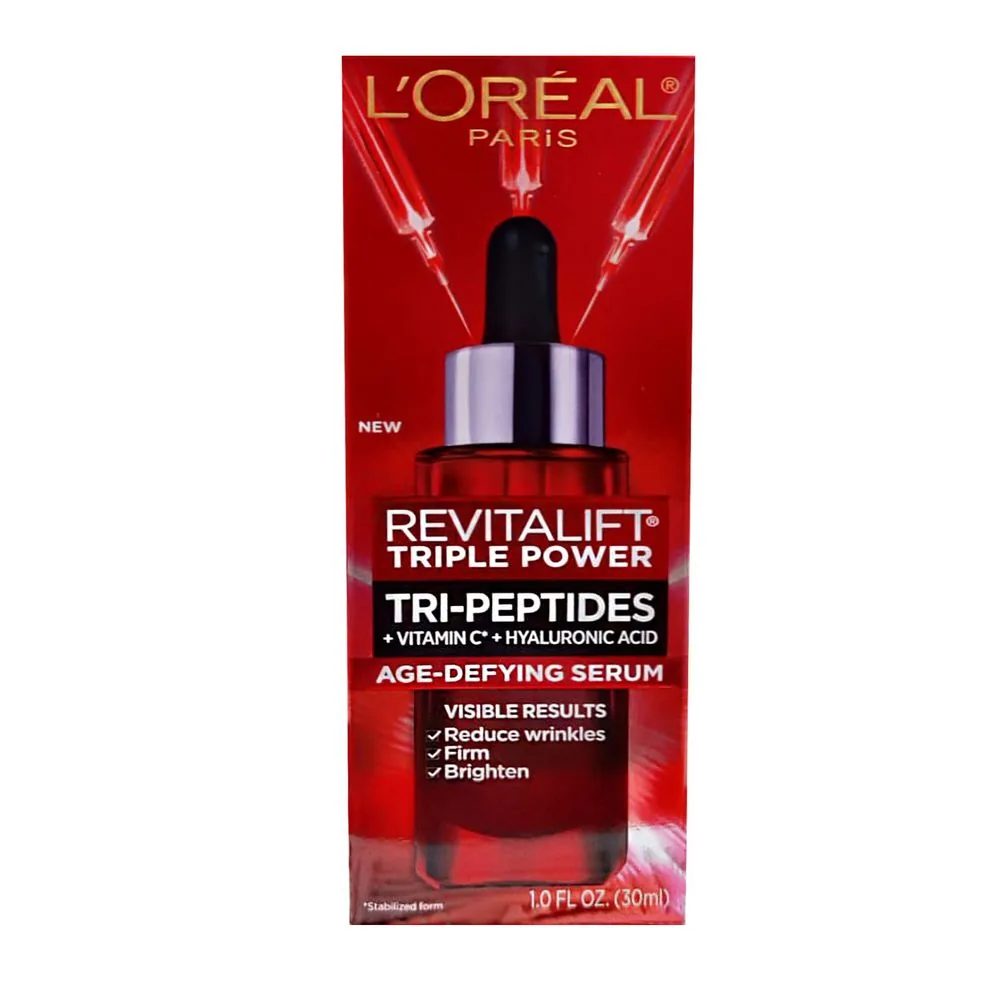 L'ORÉAL®
PARiS
NEW
REVITALIFT®
TRIPLE POWER
TRI-PEPTIDES
+ VITAMIN C* + HYALURONIC ACID
AGE-DEFYING SERUM
VISIBLE RESULTS
Reduce wrinkles
Firm
Brighten
*Stabilized form
1.0 FL OZ. (30ml)